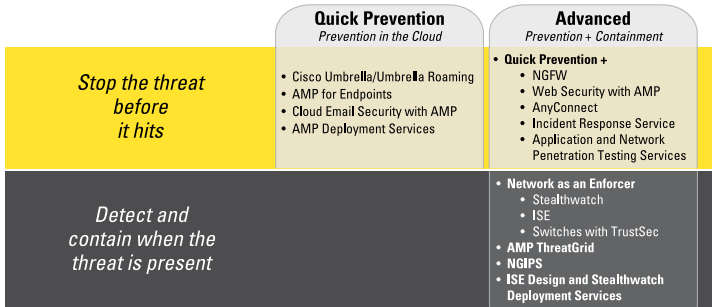 Quick Prevention
Prevention in the Cloud
Advanced
Prevention + Containment
Stop the threat
before
it hits
• Cisco Umbrella/Umbrella Roaming
• AMP for Endpoints
• Cloud Email Security with AMP
• AMP Deployment Services
• Quick Prevention +
• NGFW
• Web Security with AMP
• AnyConnect
• Incident Response Service
• Application and Network
Penetration Testing Services
Detect and
contain when the
threat is present
• Network as an Enforcer
• Stealthwatch
• ISE
• Switches with TrustSec
• AMP ThreatGrid
• NGIPS
• ISE Design and Stealthwatch
Deployment Services